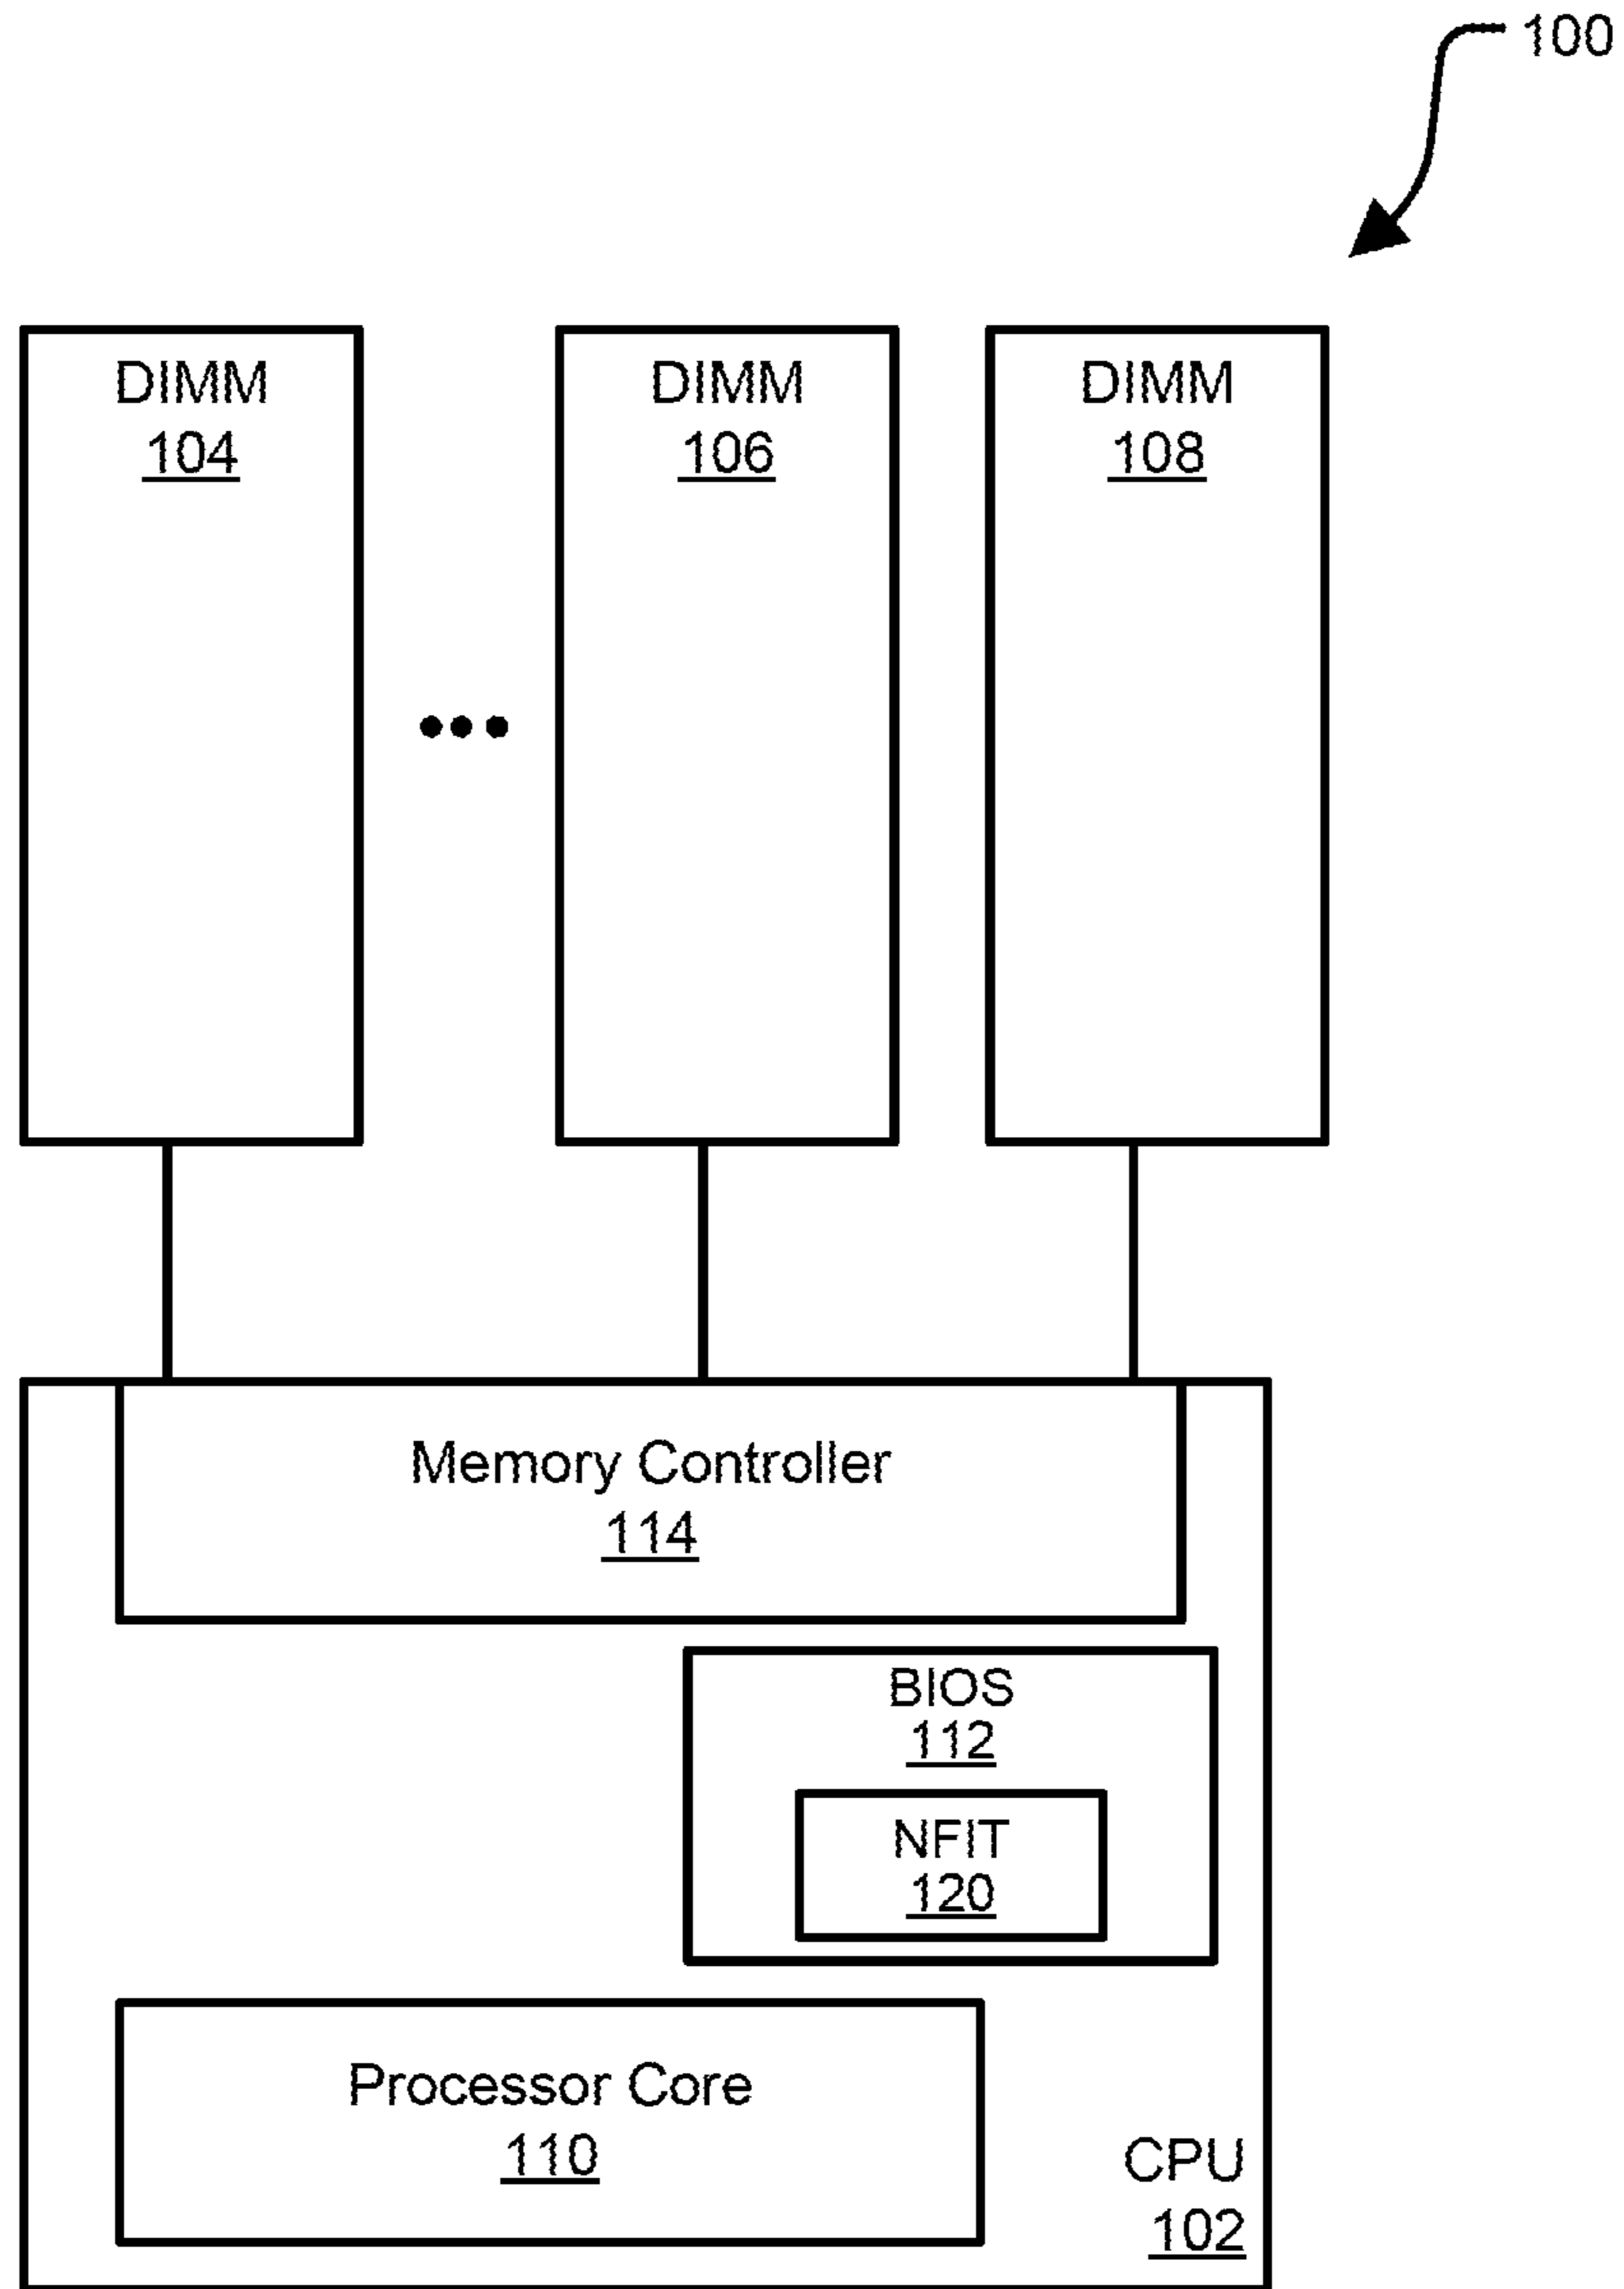 100
DIMM
104
DIMM
106
DIMM
108
Memory Controller
114
BIOS
112
NFIT
120
Processor Core
110
CPU
102